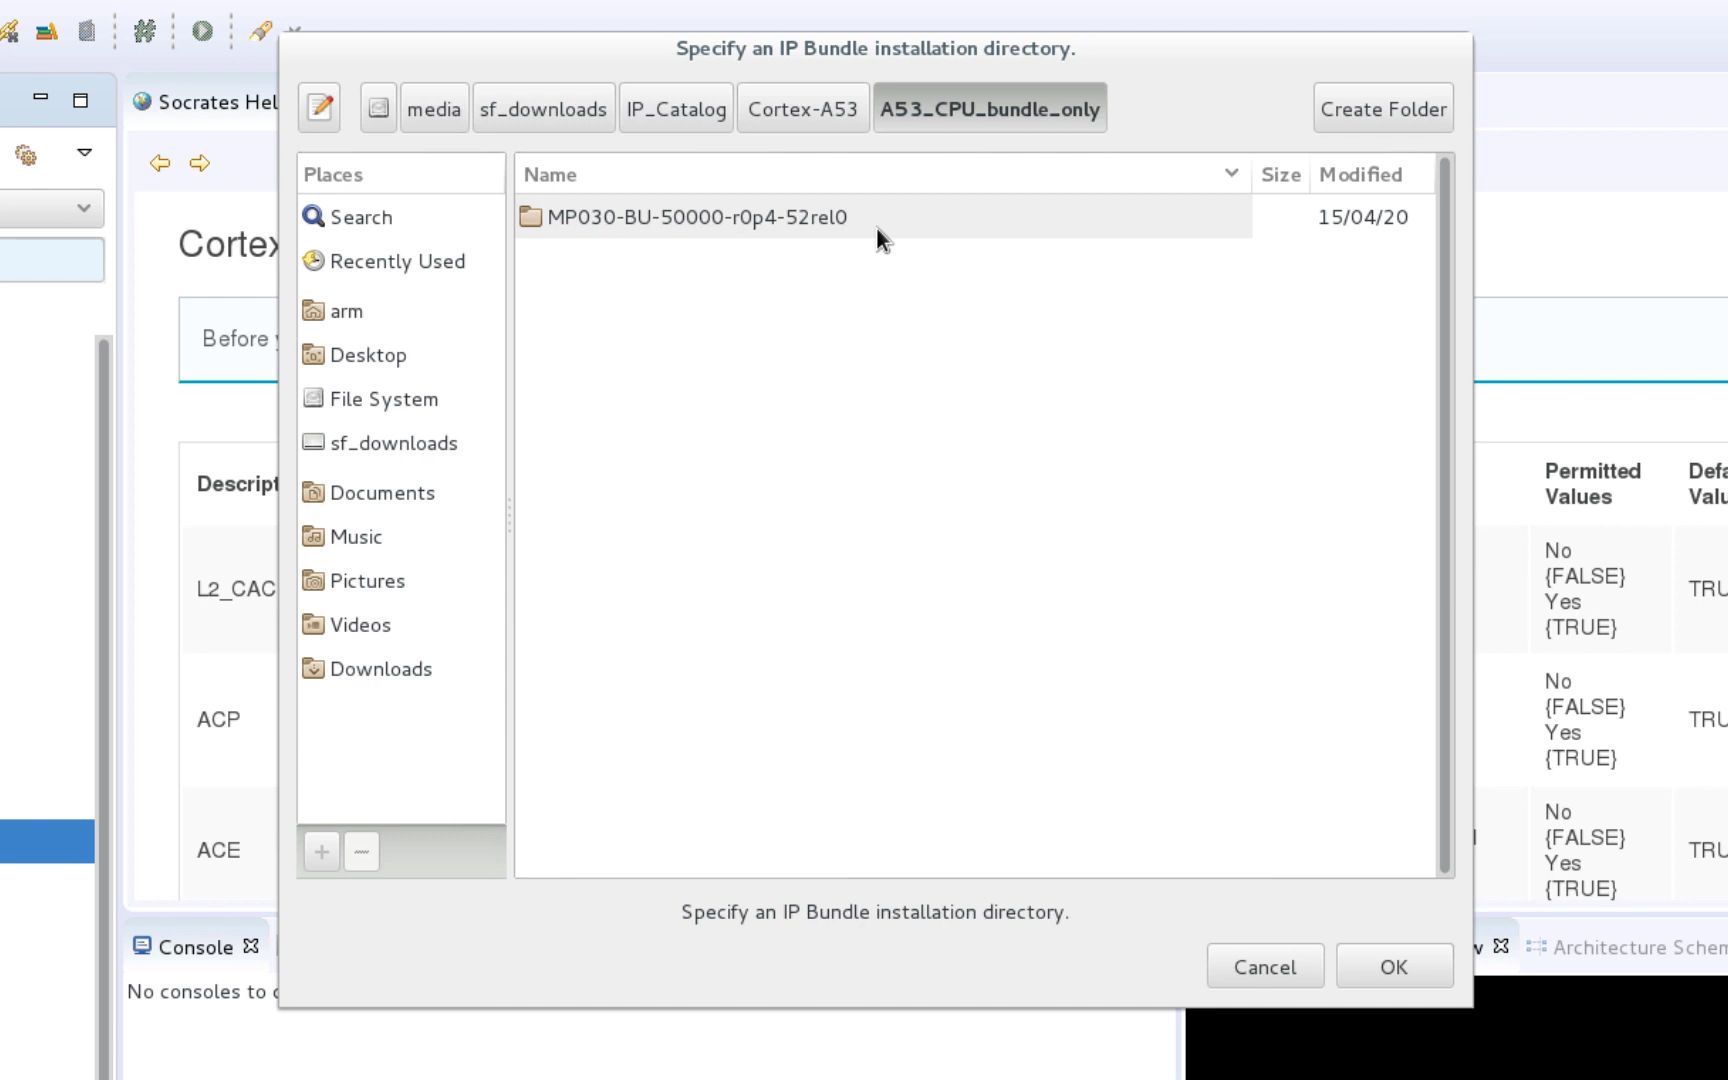 Specify an IP Bundle installation directory.
media sf_downloads IP_Catalog Cortex-A53 A53_CPU_bundle_only Create Folder
Socrates Hel
Places
Name Size Modified
Search
MP030-BU-50000-r0p4-52rel0 15/04/20
Recently Used
arm
Desktop
File System
sf_downloads
Documents
Music
Pictures
Videos
Downloads
Cortex
Before
Descript
Permitted
Values
Defa
Valu
L2_CAC
No
{FALSE}
Yes
{TRUE}
TRU
ACP
No
{FALSE}
Yes
{TRUE}
TRU
ACE
No
{FALSE}
Yes
{TRUE}
TRU
Specify an IP Bundle installation directory.
Cancel OK
Console
Architecture Schem
No consoles to